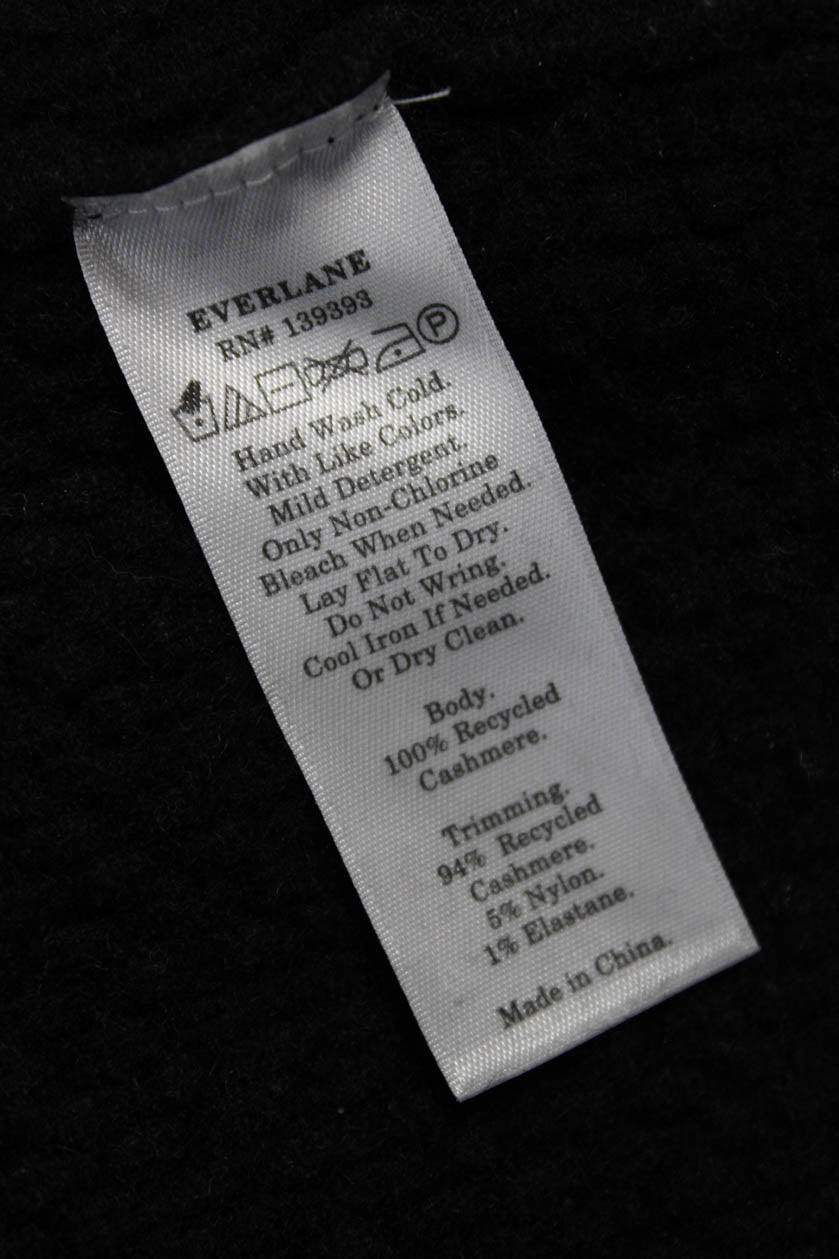 EVERLANE
RN# 139393
P
Hand Wash Cold.
With Like Colors.
Mild Detergent.
Only Non-Chlorine
Bleach When Needed.
Lay Flat To Dry.
Do Not Wring.
Cool Iron If Needed.
Or Dry Clean.
Body.
100% Recycled
Cashmere.
Trimming.
94% Recycled
Cashmere.
5% Nylon.
1% Elastane.
Made in China.